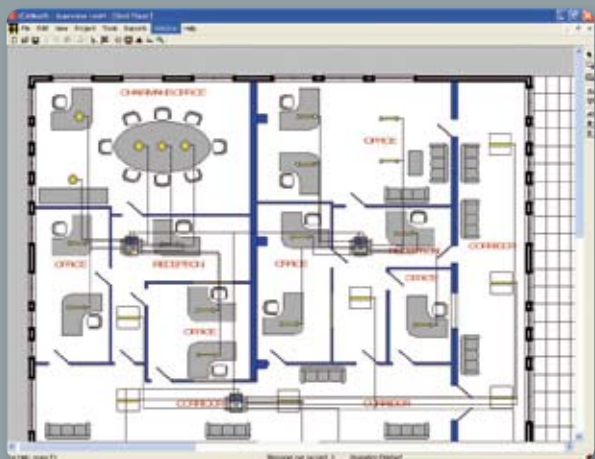 File Edit View Project Tools Reports Window Help
CHAIRMANS OFFICE
OFFICE
CORRIDOR
OFFICE
RECEPTION
OFFICE
RECEPTION
OFFICE
OFFICE
CORRIDOR
CORRIDOR